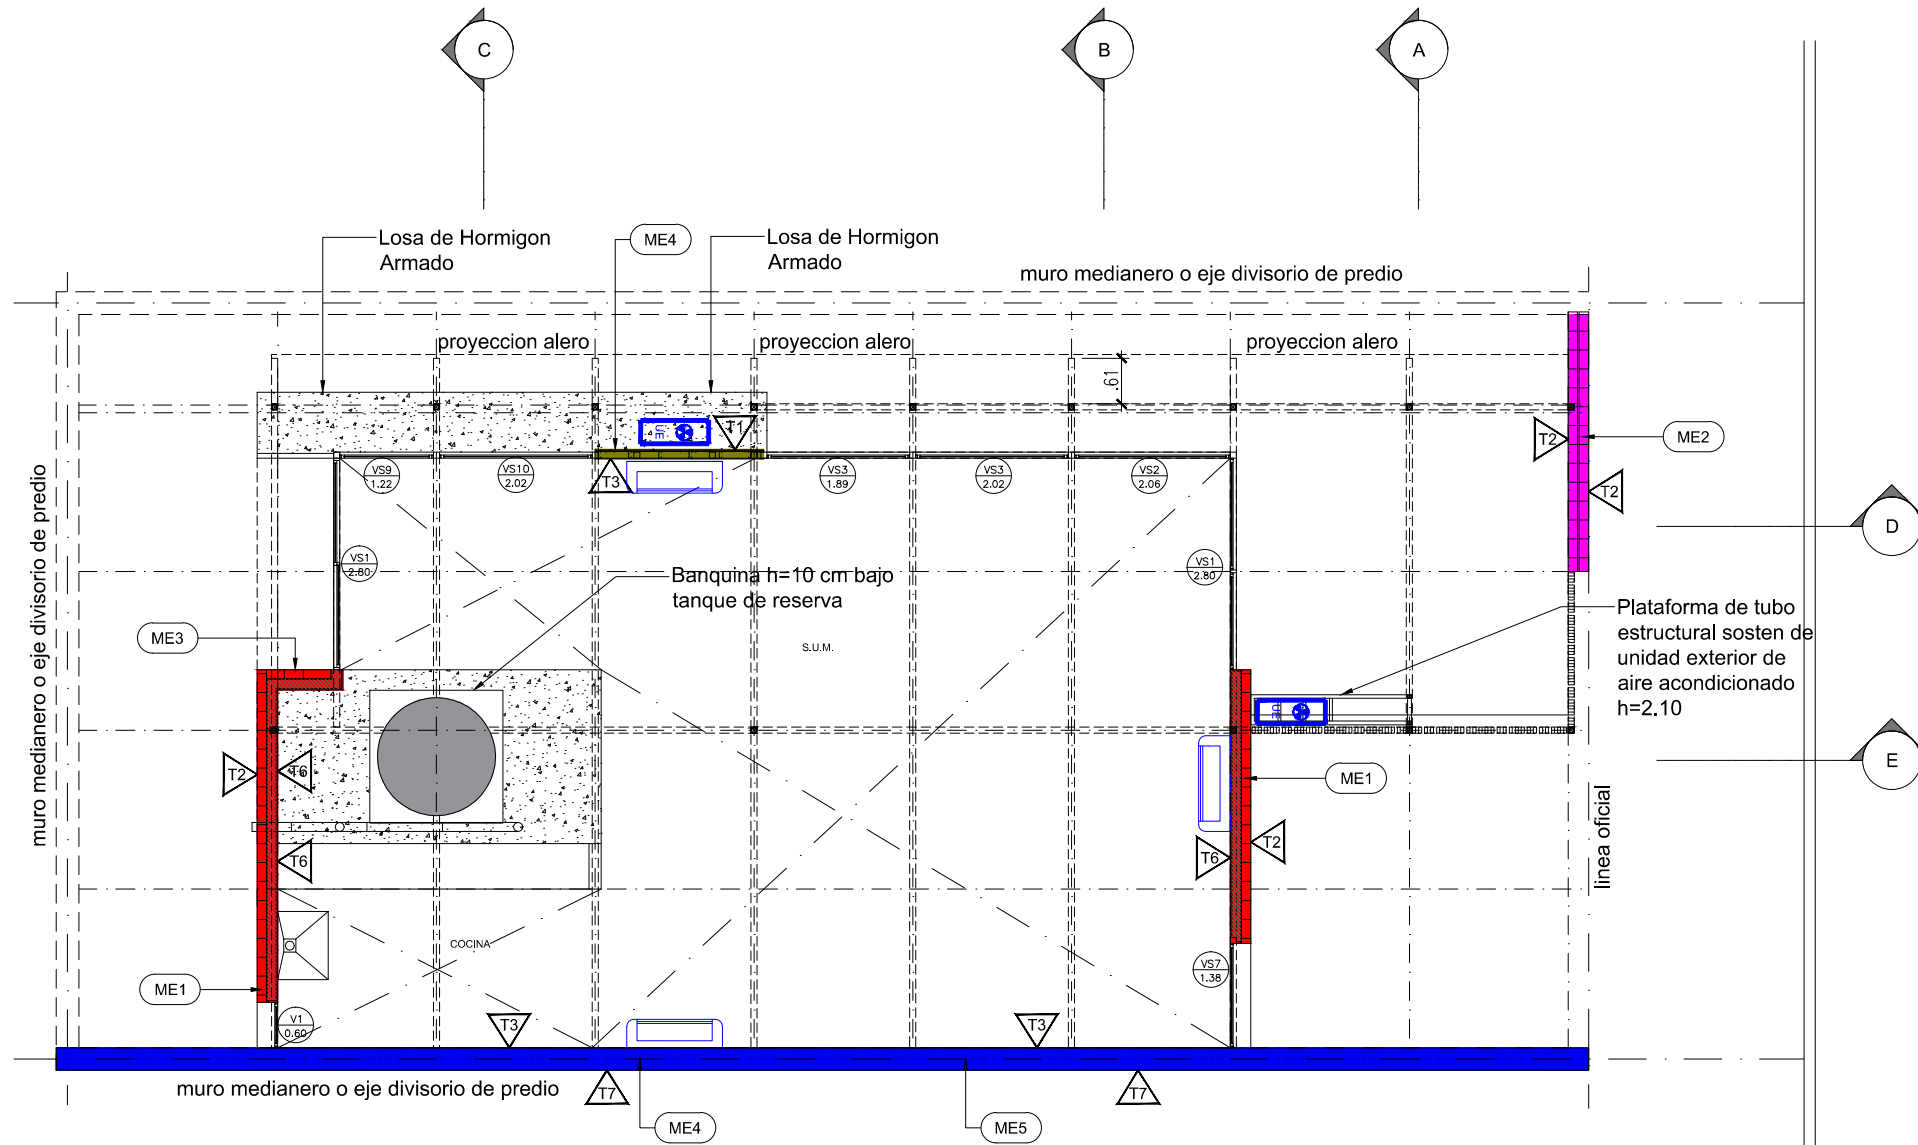 C
B
A
Losa de Hormigon
Armado
ME4
Losa de Hormigon
Armado
muro medianero o eje divisorio de predio
proyeccion alero
proyeccion alero
proyeccion alero
.61
UE
T1
T2
ME2
T2
VS9
1.22
VS10
2.02
T3
VS3
1.89
VS3
2.02
VS2
2.06
D
muro medianero o eje divisorio de predio
VS1
2.80
VS1
2.80
Banquina h=10 cm bajo
tanque de reserva
S.U.M.
ME3
Plataforma de tubo
estructural sosten de
unidad exterior de
aire acondicionado
h=2.10
UE
T2
T6
ME1
E
T6
T6
T2
linea oficial
COCINA
VS7
1.38
ME1
V1
0.60
T3
T3
muro medianero o eje divisorio de predio
T7
T7
ME4
ME5